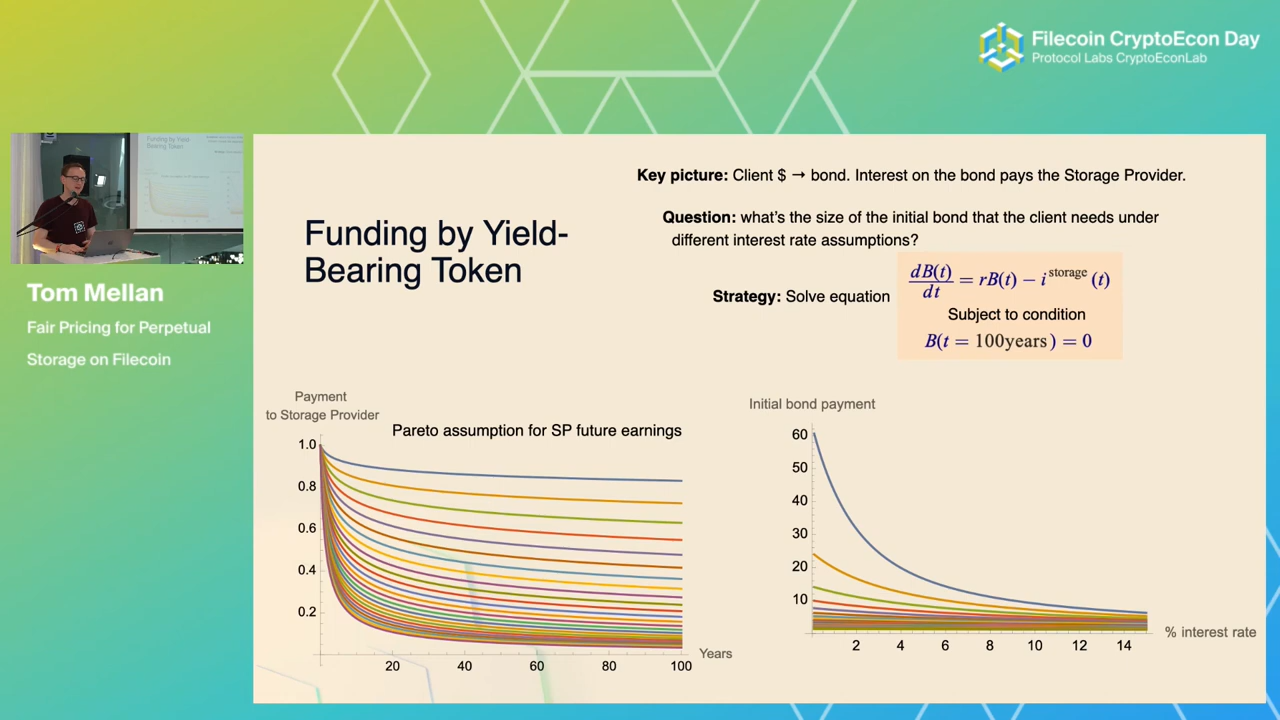 Filecoin CryptoEcon Day
Protocol Labs CryptoEconLab
Tom Mellan
Fair Pricing for Perpetual
Storage on Filecoin
Funding by Yield-
Bearing Token
Key picture: Client $ → bond. Interest on the bond pays the Storage Provider.
Question: what's the size of the initial bond that the client needs under
different interest rate assumptions?
Strategy: Solve equation
dB(t)/dt = rB(t) − i^storage (t)
Subject to condition
B(t = 100years) = 0
Payment
to Storage Provider
Pareto assumption for SP future earnings
1.0
0.8
0.6
0.4
0.2
20 40 60 80 100
Years
Initial bond payment
60
50
40
30
20
10
2 4 6 8 10 12 14
% interest rate